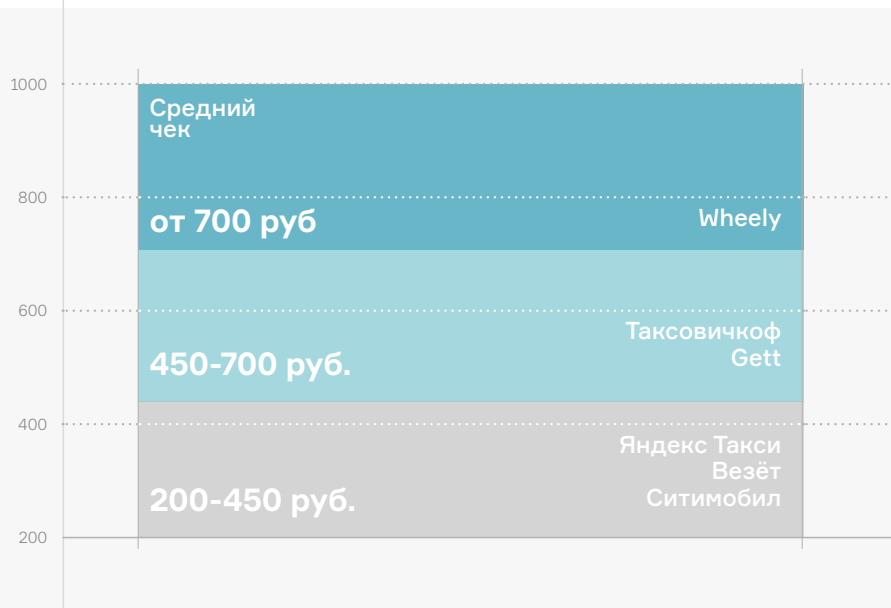 1000
Средний
чек
800
от 700 руб
Wheely
600
Таксовичкоф
450-700 руб.
Gett
400
Яндекс Такси
Везёт
200-450 руб.
Ситимобил
200